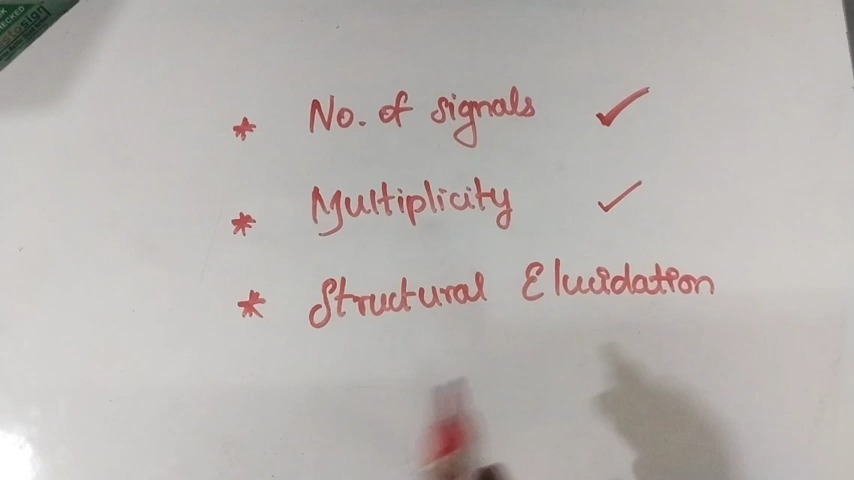 * No. of signals ✓
* Multiplicity ✓
* Structural Elucidation